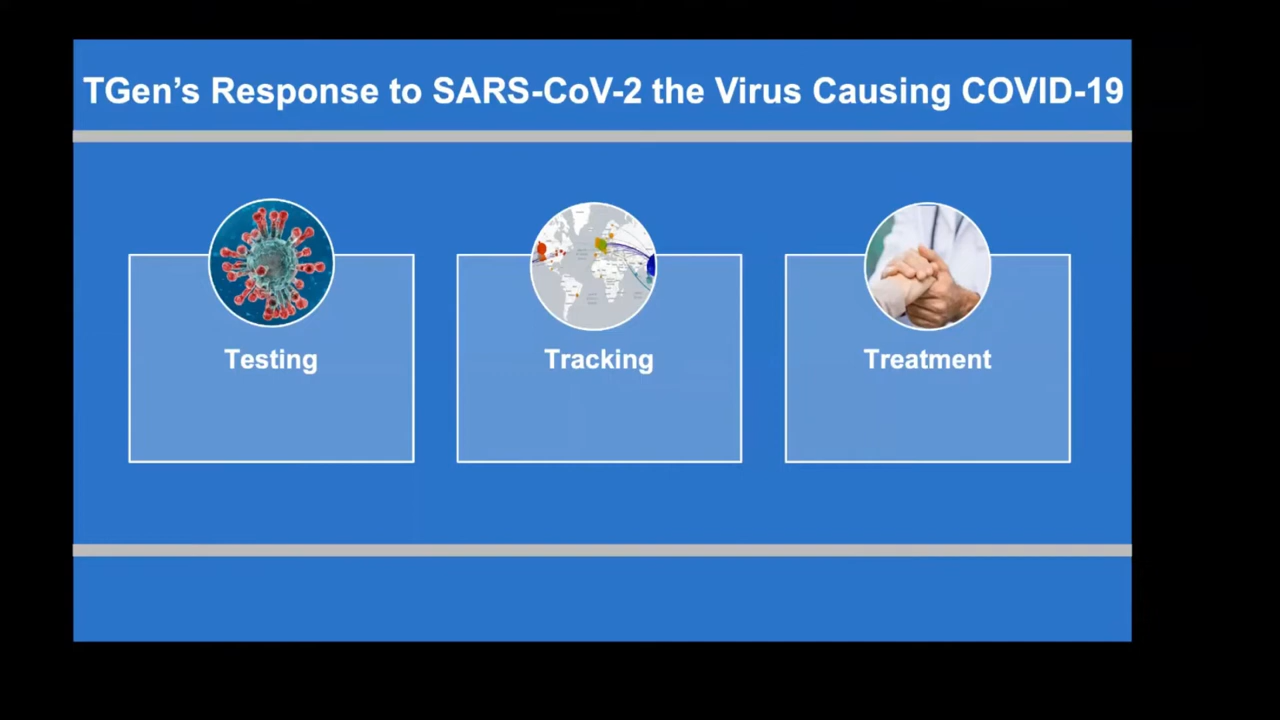 TGen's Response to SARS-CoV-2 the Virus Causing COVID-19
Testing
Tracking
Treatment